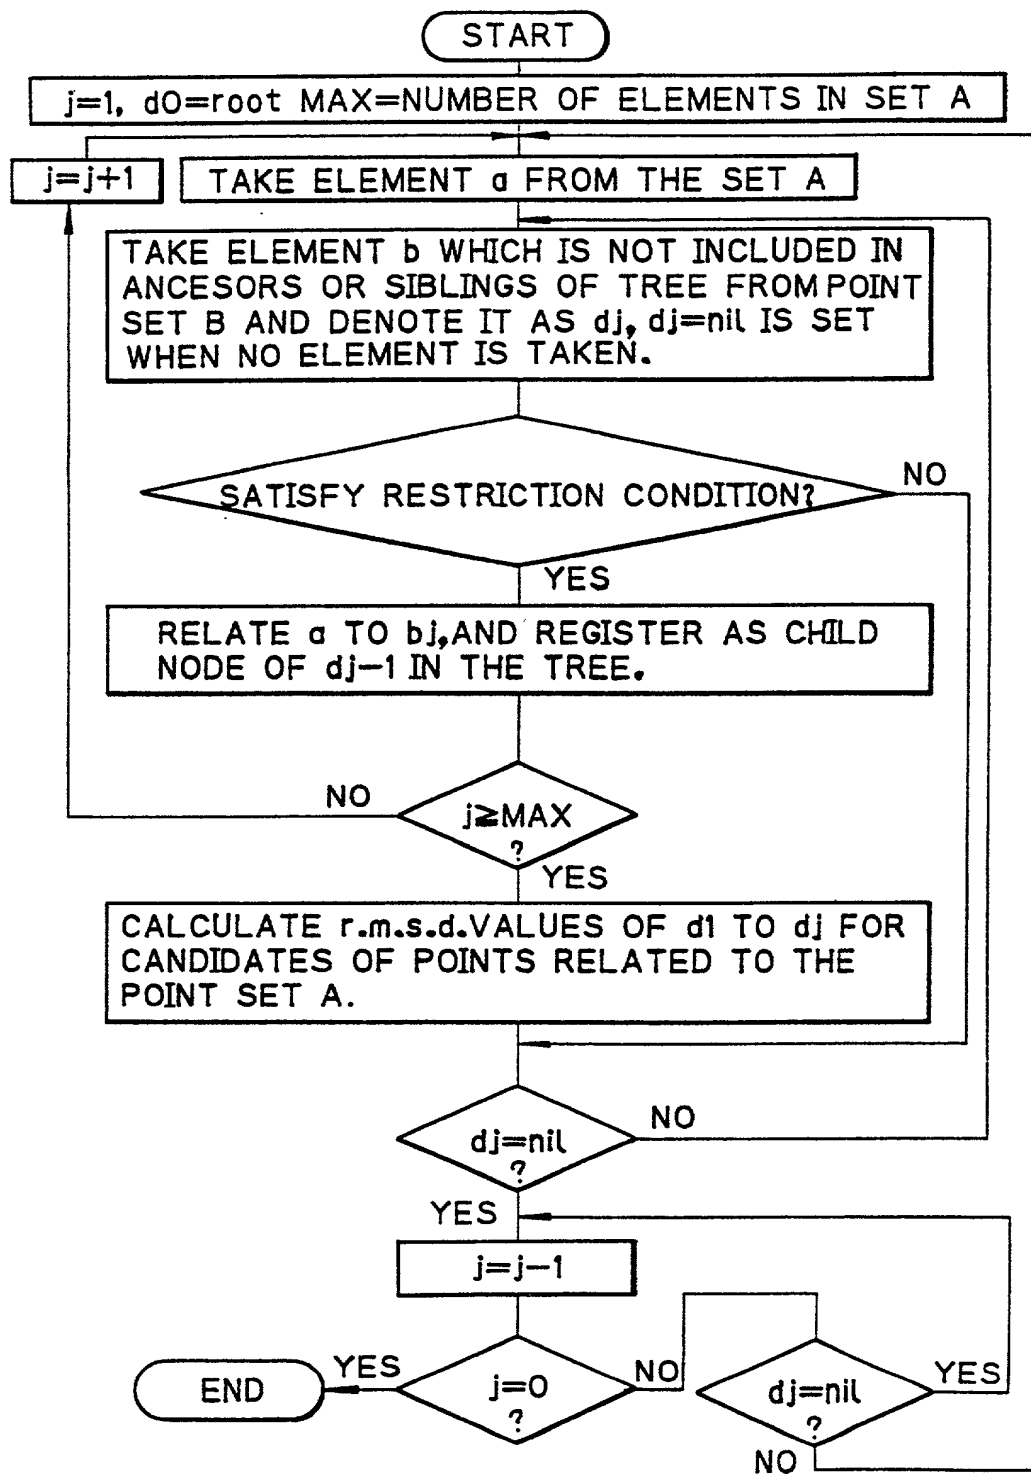 START
j=1, d0=root MAX=NUMBER OF ELEMENTS IN SET A
j=j+1
TAKE ELEMENT a FROM THE SET A
TAKE ELEMENT b WHICH IS NOT INCLUDED IN
ANCESORS OR SIBLINGS OF TREE FROM POINT
SET B AND DENOTE IT AS dj, dj=nil IS SET
WHEN NO ELEMENT IS TAKEN.
SATISFY RESTRICTION CONDITION?
NO
YES
RELATE a TO bj,AND REGISTER AS CHILD
NODE OF dj-1 IN THE TREE.
NO
j≧MAX
?
YES
CALCULATE r.m.s.d.VALUES OF d1 TO dj FOR
CANDIDATES OF POINTS RELATED TO THE
POINT SET A.
dj=nil
?
NO
YES
j=j-1
END
YES
j=0
?
NO
dj=nil
?
YES
NO